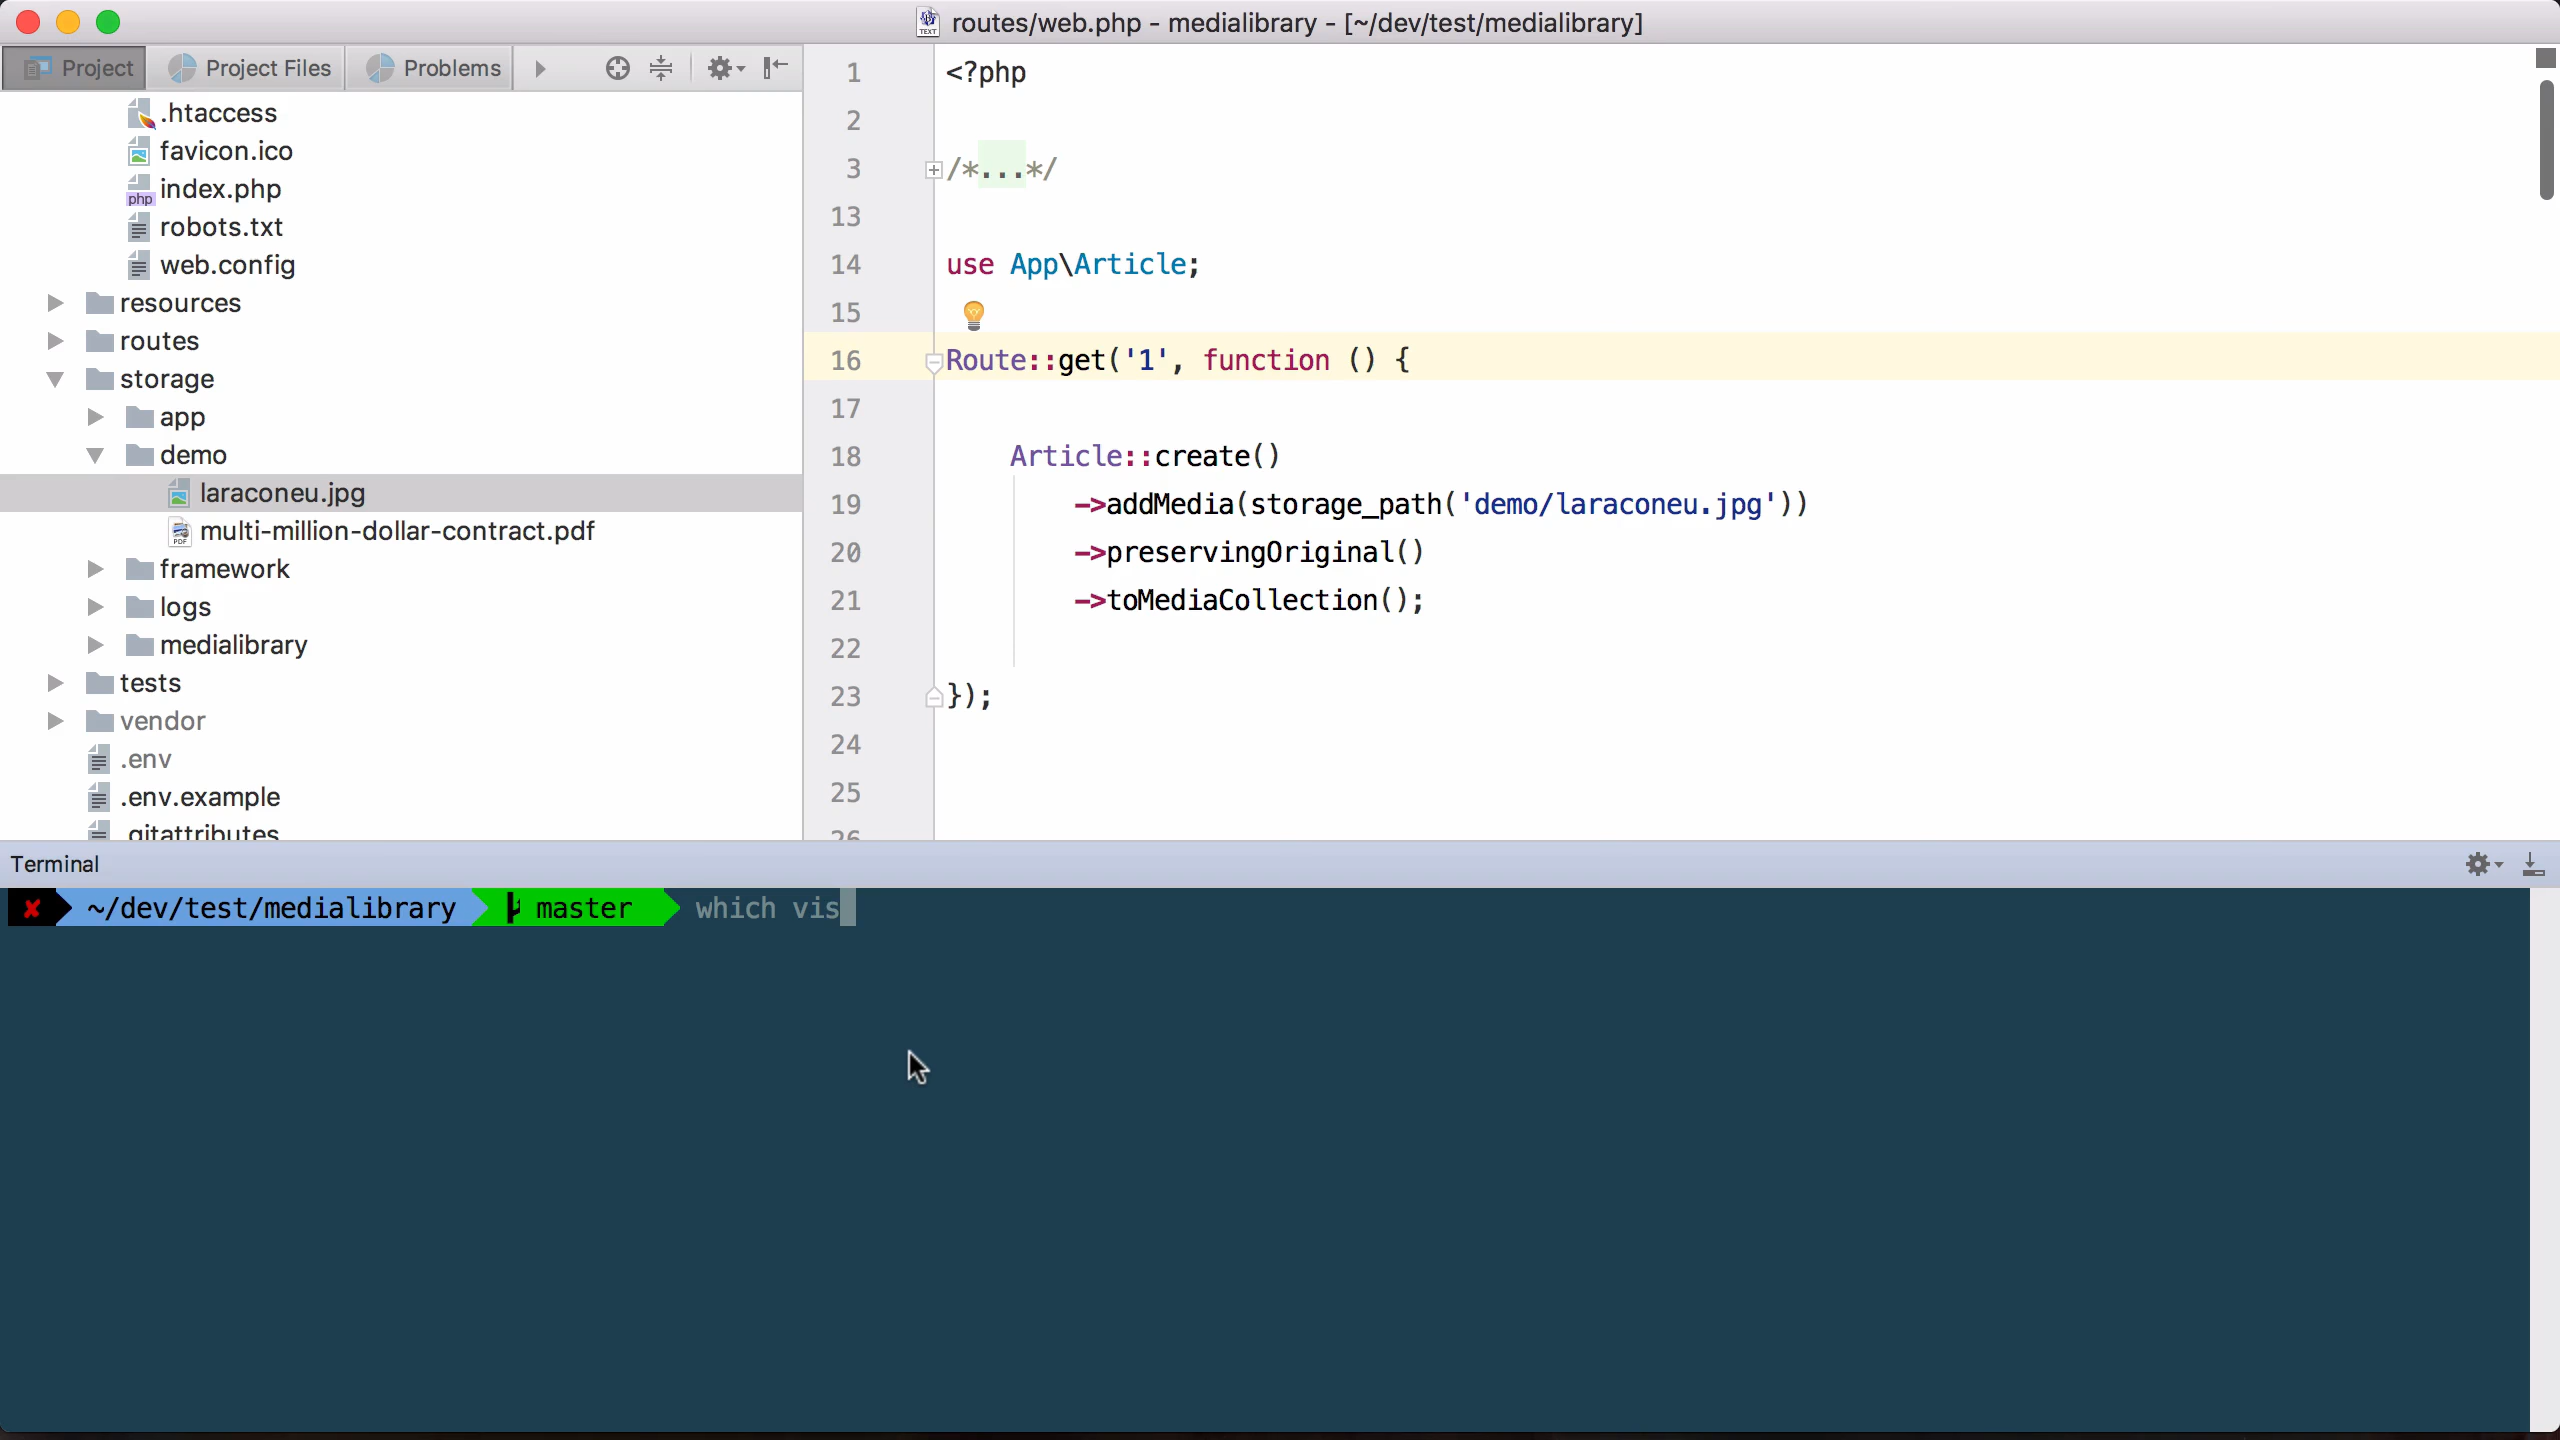 routes/web.php - medialibrary - [~/dev/test/medialibrary]
Project
Project Files
Problems
.htaccess
favicon.ico
index.php
robots.txt
web.config
resources
routes
storage
app
demo
laraconeu.jpg
multi-million-dollar-contract.pdf
framework
logs
medialibrary
tests
vendor
.env
.env.example
.gitattributes
1 <?php
2
3 /*...*/
13
14 use App\Article;
15
16 Route::get('1', function () {
17
18 Article::create()
19 ->addMedia(storage_path('demo/laraconeu.jpg'))
20 ->preservingOriginal()
21 ->toMediaCollection();
22
23 });
24
25
26
Terminal
✘ ~/dev/test/medialibrary master which vis